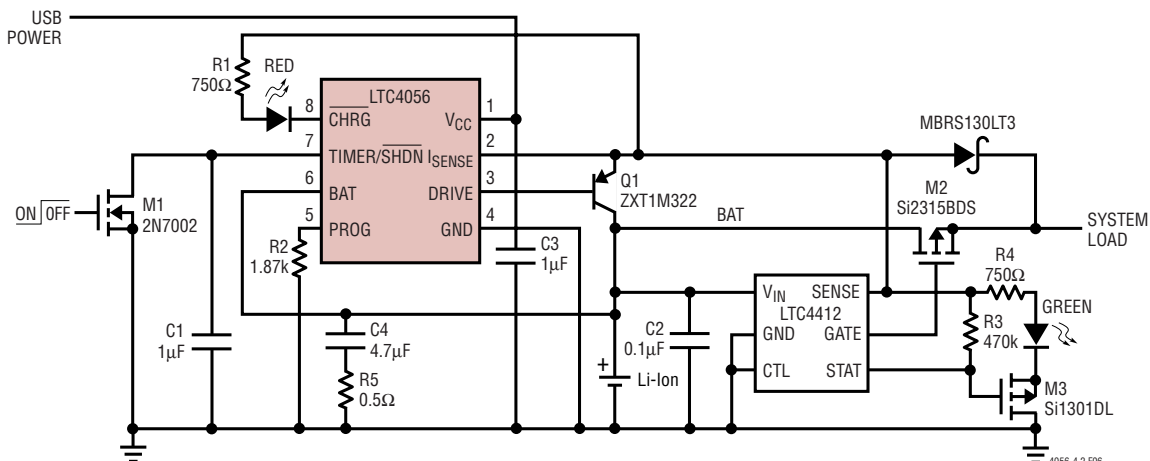 USB
POWER
R1
750Ω
RED
LTC4056
8
CHRG
VCC
1
7
TIMER/SHDN
ISENSE
2
6
BAT
DRIVE
3
5
PROG
GND
4
ON OFF
M1
2N7002
R2
1.87k
C3
1µF
Q1
ZXT1M322
BAT
MBRS130LT3
M2
Si2315BDS
SYSTEM
LOAD
C1
1µF
C4
4.7µF
R5
0.5Ω
+
Li-Ion
C2
0.1µF
VIN
SENSE
LTC4412
GND
GATE
CTL
STAT
R4
750Ω
GREEN
R3
470k
M3
Si1301DL